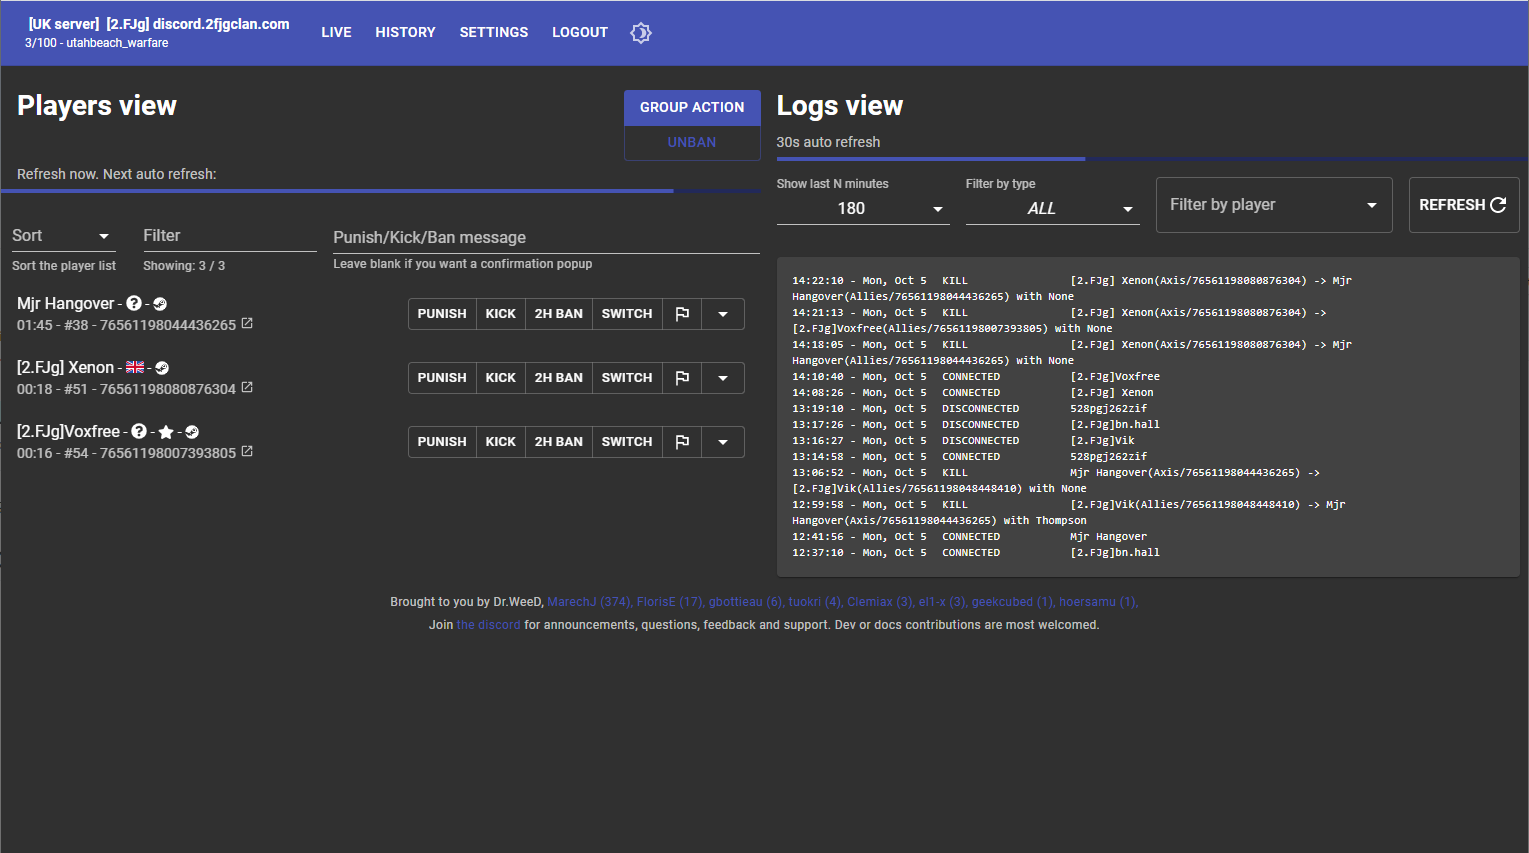 [UK server] [2.FJg] discord.2fjgclan.com
3/100 - utahbeach_warfare
LIVE
HISTORY
SETTINGS
LOGOUT
Players view
GROUP ACTION
UNBAN
Refresh now. Next auto refresh:
Sort
Filter
Punish/Kick/Ban message
Sort the player list
Showing: 3 / 3
Leave blank if you want a confirmation popup
Mjr Hangover -  -
01:45 - #38 - 76561198044436265
PUNISH KICK 2H BAN SWITCH
[2.FJg] Xenon -  -
00:18 - #51 - 76561198080876304
PUNISH KICK 2H BAN SWITCH
[2.FJg]Voxfree -  -  -
00:16 - #54 - 76561198007393805
PUNISH KICK 2H BAN SWITCH
Logs view
30s auto refresh
Show last N minutes
180
Filter by type
ALL
Filter by player
REFRESH
14:22:10 - Mon, Oct 5 KILL [2.FJg] Xenon(Axis/76561198080876304) -> Mjr
Hangover(Allies/76561198044436265) with None
14:21:13 - Mon, Oct 5 KILL [2.FJg] Xenon(Axis/76561198080876304) ->
[2.FJg]Voxfree(Allies/76561198007393805) with None
14:18:05 - Mon, Oct 5 KILL [2.FJg] Xenon(Axis/76561198080876304) -> Mjr
Hangover(Allies/76561198044436265) with None
14:10:40 - Mon, Oct 5 CONNECTED [2.FJg]Voxfree
14:08:26 - Mon, Oct 5 CONNECTED [2.FJg] Xenon
13:19:10 - Mon, Oct 5 DISCONNECTED 528pgj262zif
13:17:26 - Mon, Oct 5 DISCONNECTED [2.FJg]bn.hall
13:16:27 - Mon, Oct 5 DISCONNECTED [2.FJg]Vik
13:14:58 - Mon, Oct 5 CONNECTED 528pgj262zif
13:06:52 - Mon, Oct 5 KILL Mjr Hangover(Axis/76561198044436265) ->
[2.FJg]Vik(Allies/76561198048448410) with None
12:59:58 - Mon, Oct 5 KILL [2.FJg]Vik(Allies/76561198048448410) -> Mjr
Hangover(Axis/76561198044436265) with Thompson
12:41:56 - Mon, Oct 5 CONNECTED Mjr Hangover
12:37:10 - Mon, Oct 5 CONNECTED [2.FJg]bn.hall
Brought to you by Dr.WeeD, MarechJ (374), FlorisE (17), gbottieau (6), tuokri (4), Clemiax (3), el1-x (3), geekcubed (1), hoersamu (1),
Join the discord for announcements, questions, feedback and support. Dev or docs contributions are most welcomed.